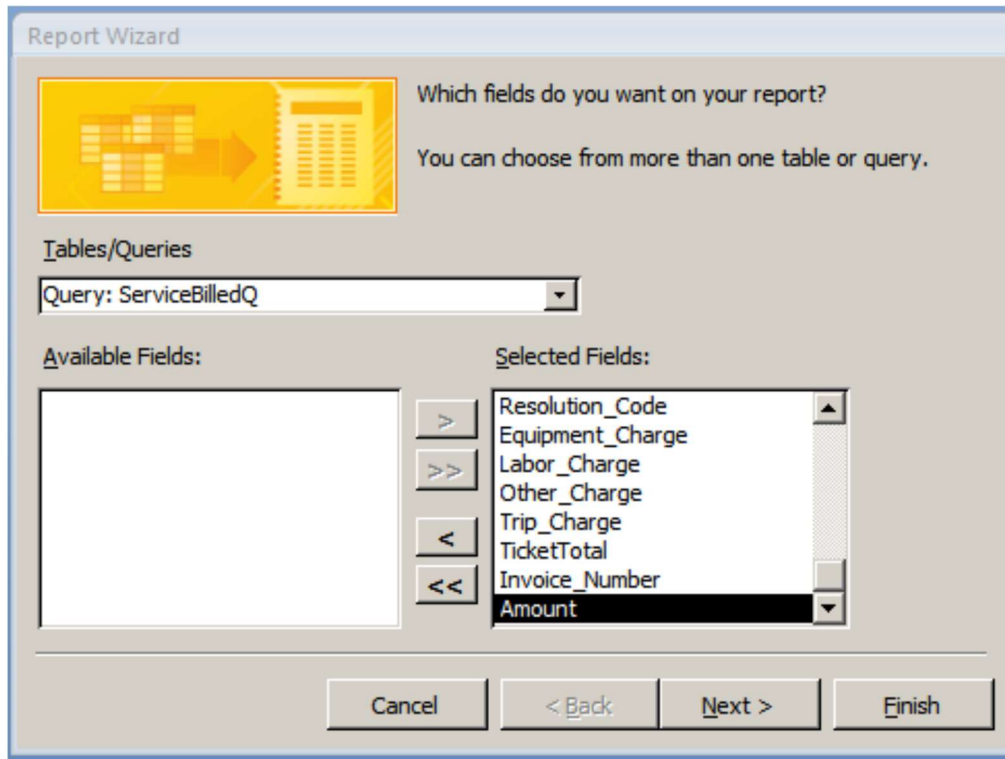 Report Wizard
Which fields do you want on your report?
You can choose from more than one table or query.
Tables/Queries
Query: ServiceBilledQ
Available Fields:
Selected Fields:
>
>>
<
<<
Resolution_Code
Equipment_Charge
Labor_Charge
Other_Charge
Trip_Charge
TicketTotal
Invoice_Number
Amount
Cancel
< Back
Next >
Finish